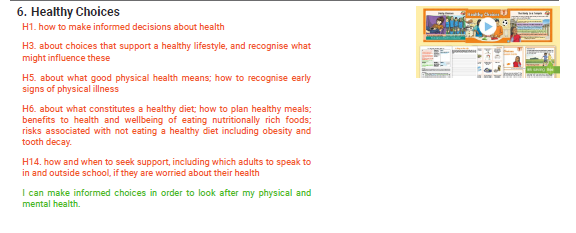 6. Healthy Choices
H1. how to make informed decisions about health
H3. about choices that support a healthy lifestyle, and recognise what
might influence these
H5. about what good physical health means; how to recognise early
signs of physical illness
H6. about what constitutes a healthy diet; how to plan healthy meals;
benefits to health and wellbeing of eating nutritionally rich foods;
risks associated with not eating a healthy diet including obesity and
tooth decay.
H14. how and when to seek support, including which adults to speak to
in and outside school, if they are worried about their health
I can make informed choices in order to look after my physical and
mental health.
Healthy Choices